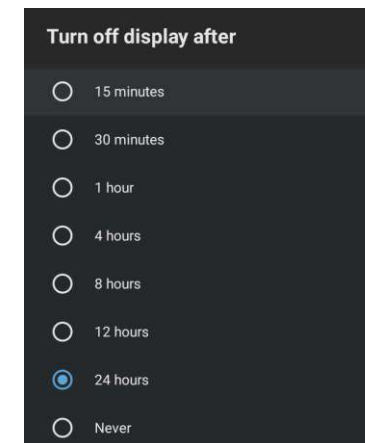 Turn off display after
15 minutes
30 minutes
1 hour
4 hours
8 hours
12 hours
24 hours
Never